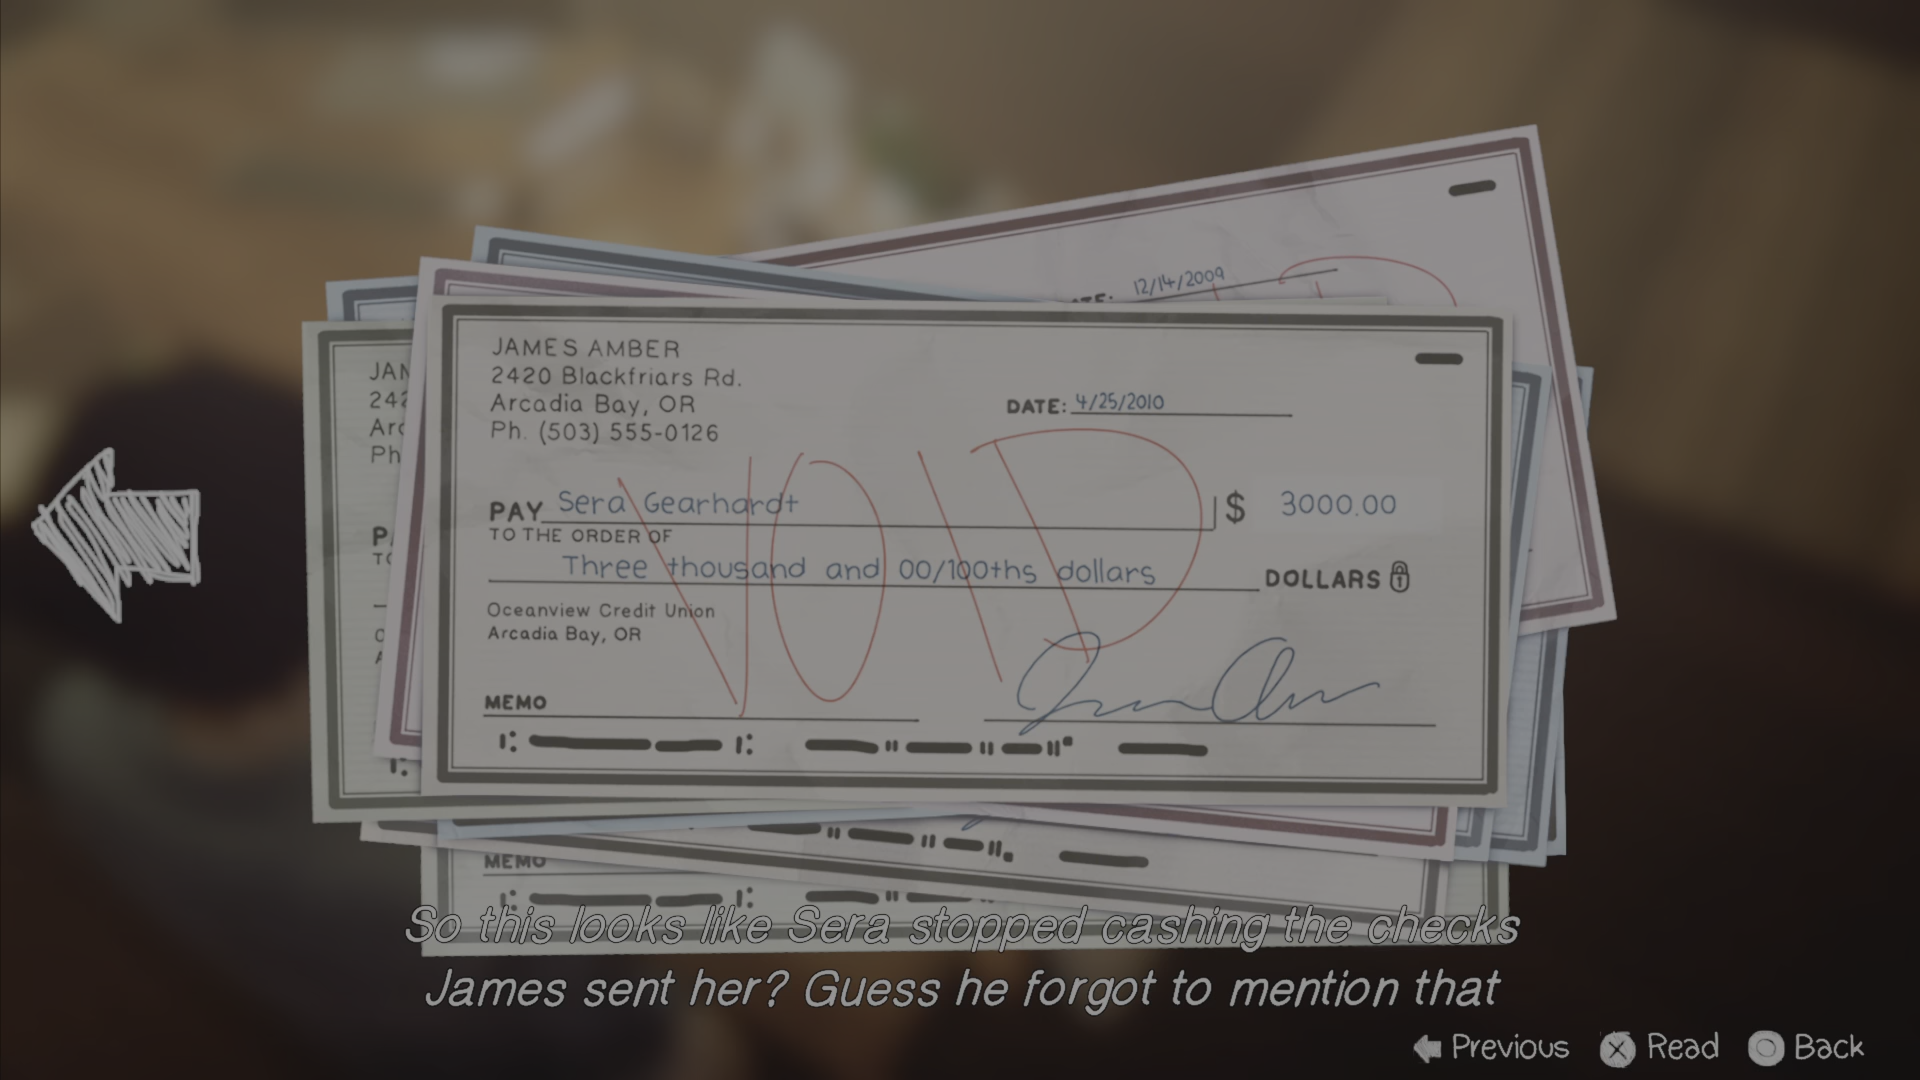 12/14/2009
JAMES AMBER
2420 Blackfriars Rd.
Arcadia Bay, OR
Ph. (503) 555-0126
DATE: 4/25/2010
VOID
PAY Sera Gearhardt $ 3000.00
TO THE ORDER OF
Three thousand and 00/100ths dollars DOLLARS
Oceanview Credit Union
Arcadia Bay, OR
MEMO
MEMO
So this looks like Sera stopped cashing the checks
James sent her? Guess he forgot to mention that
Previous Read Back